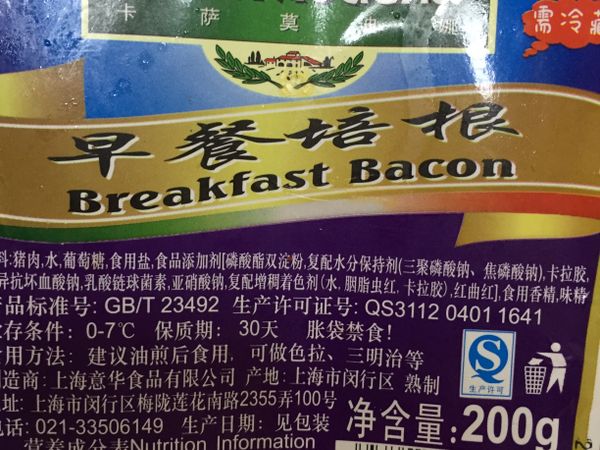 卡萨莫迪娜
需冷藏
早餐培根
Breakfast Bacon
料:猪肉,水,葡萄糖,食用盐,食品添加剂[磷酸酯双淀粉,复配水分保持剂(三聚磷酸钠、焦磷酸钠),卡拉胶,
异抗坏血酸钠,乳酸链球菌素,亚硝酸钠,复配增稠着色剂(水,胭脂虫红,卡拉胶),红曲红],食用香精,味精
产品标准号: GB/T 23492 生产许可证号: QS3112 0401 1641
贮存条件: 0-7℃ 保质期: 30天 胀袋禁食!
食用方法: 建议油煎后食用, 可做色拉、三明治等
制造商:上海意华食品有限公司 产地:上海市闵行区 熟制
地址: 上海市闵行区梅陇莲花南路2355弄100号
电话: 021-33506149 生产日期: 见包装
QS
生产许可
净含量:200g
营养成分表Nutrition Information